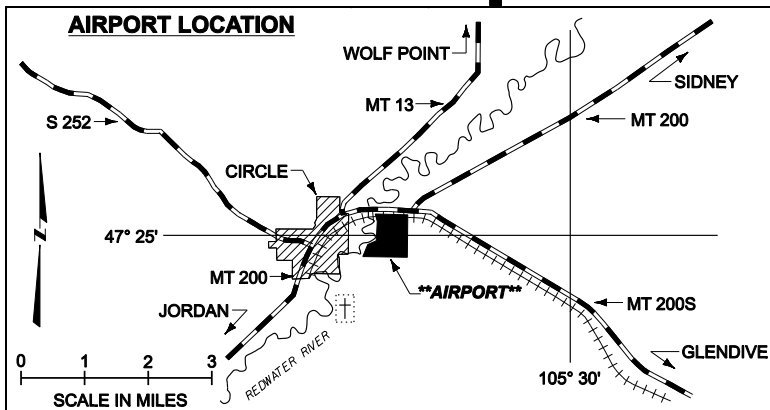 AIRPORT LOCATION
WOLF POINT
SIDNEY
MT 13
S 252
MT 200
CIRCLE
N
47° 25'
MT 200
**AIRPORT**
JORDAN
MT 200S
REDWATER RIVER
GLENDIVE
0 1 2 3
105° 30'
SCALE IN MILES